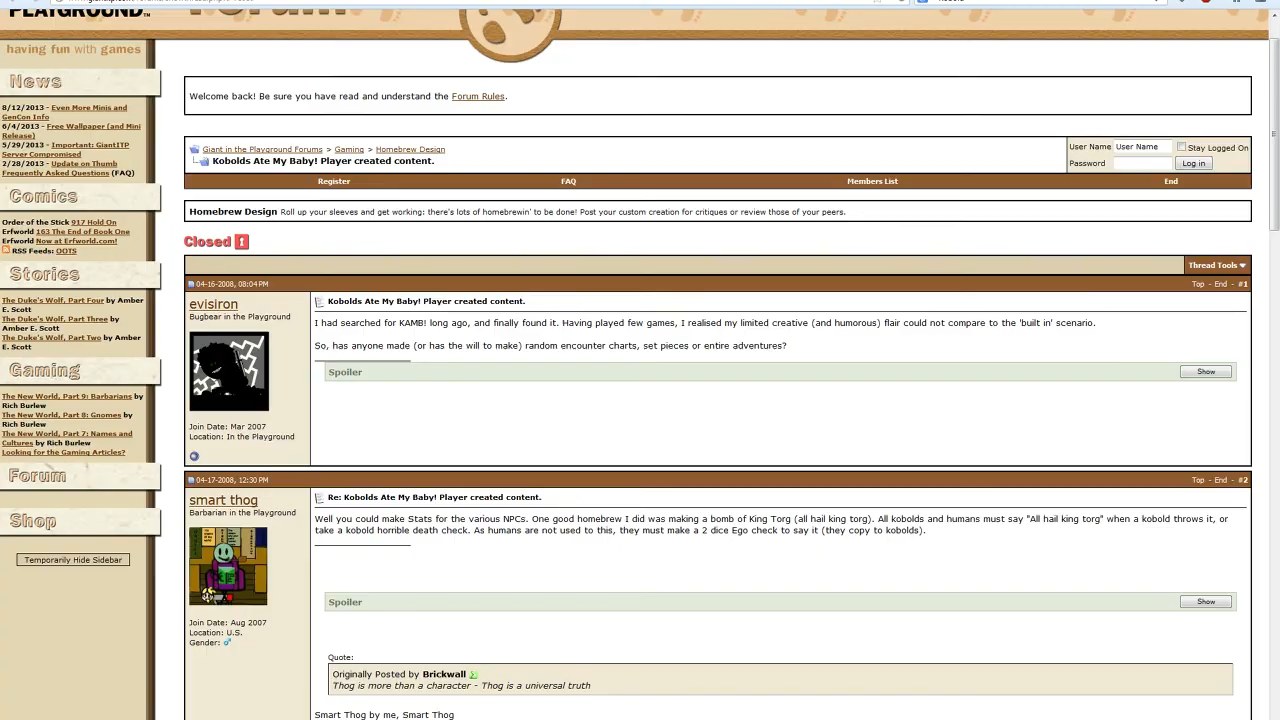 PLAYGROUND™
having fun with games
News
8/12/2013 - Even More Minis and
GenCon Info
6/4/2013 - Free Wallpaper (and Mini
Release)
5/29/2013 - Important: GiantITP
Server Compromised
2/28/2013 - Update on Thumb
Frequently Asked Questions (FAQ)
Comics
Order of the Stick 917 Hold On
Erfworld 163 The End of Book One
Erfworld Now at Erfworld.com!
RSS Feeds: OOTS
Stories
The Duke's Wolf, Part Four by Amber
E. Scott
The Duke's Wolf, Part Three by
Amber E. Scott
The Duke's Wolf, Part Two by Amber
E. Scott
Gaming
The New World, Part 9: Barbarians by
Rich Burlew
The New World, Part 8: Gnomes by
Rich Burlew
The New World, Part 7: Names and
Cultures by Rich Burlew
Looking for the Gaming Articles?
Forum
Shop
Temporarily Hide Sidebar
Welcome back! Be sure you have read and understand the Forum Rules.
Giant in the Playground Forums > Gaming > Homebrew Design
Kobolds Ate My Baby! Player created content.
User Name User Name Stay Logged On
Password Log in
Register FAQ Members List End
Homebrew Design Roll up your sleeves and get working: there's lots of homebrewin' to be done! Post your custom creation for critiques or review those of your peers.
Closed
Thread Tools
04-16-2008, 08:04 PM Top - End - #1
evisiron
Bugbear in the Playground
Join Date: Mar 2007
Location: In the Playground
Kobolds Ate My Baby! Player created content.
I had searched for KAMB! long ago, and finally found it. Having played few games, I realised my limited creative (and humorous) flair could not compare to the 'built in' scenario.
So, has anyone made (or has the will to make) random encounter charts, set pieces or entire adventures?
Spoiler Show
04-17-2008, 12:30 PM Top - End - #2
smart thog
Barbarian in the Playground
Join Date: Aug 2007
Location: U.S.
Gender:
Re: Kobolds Ate My Baby! Player created content.
Well you could make Stats for the various NPCs. One good homebrew I did was making a bomb of King Torg (all hail king torg). All kobolds and humans must say "All hail king torg" when a kobold throws it, or
take a kobold horrible death check. As humans are not used to this, they must make a 2 dice Ego check to say it (they copy to kobolds).
Spoiler Show
Quote:
Originally Posted by Brickwall
Thog is more than a character - Thog is a universal truth
Smart Thog by me, Smart Thog